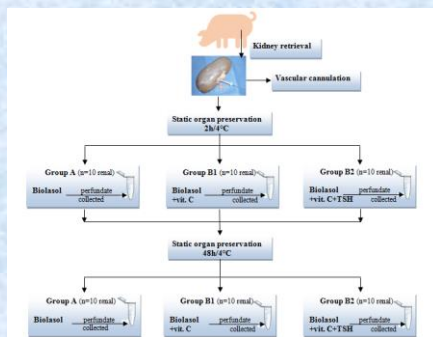 Kidney retrieval
Vascular cannulation
Static organ preservation
2h/4°C
Group A (n=10 renal)
Biolasol perfundate
collected
Group B1 (n=10 renal)
Biolasol perfundate
+vit. C collected
Group B2 (n=10 renal)
Biolasol perfundate
+vit. C+TSH collected
Static organ preservation
48h/4°C
Group A (n=10 renal)
Biolasol perfundate
collected
Group B1 (n=10 renal)
Biolasol perfundate
+vit. C collected
Group B2 (n=10 renal)
Biolasol perfundate
+vit. C+TSH collected